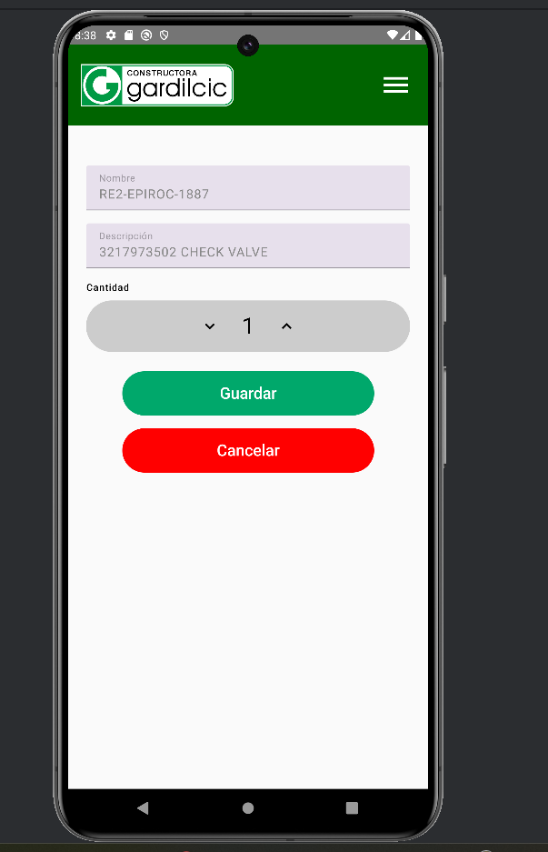 8:38
CONSTRUCTORA
gardilcic
Nombre
RE2-EPIROC-1887
Descripción
3217973502 CHECK VALVE
Cantidad
1
Guardar
Cancelar